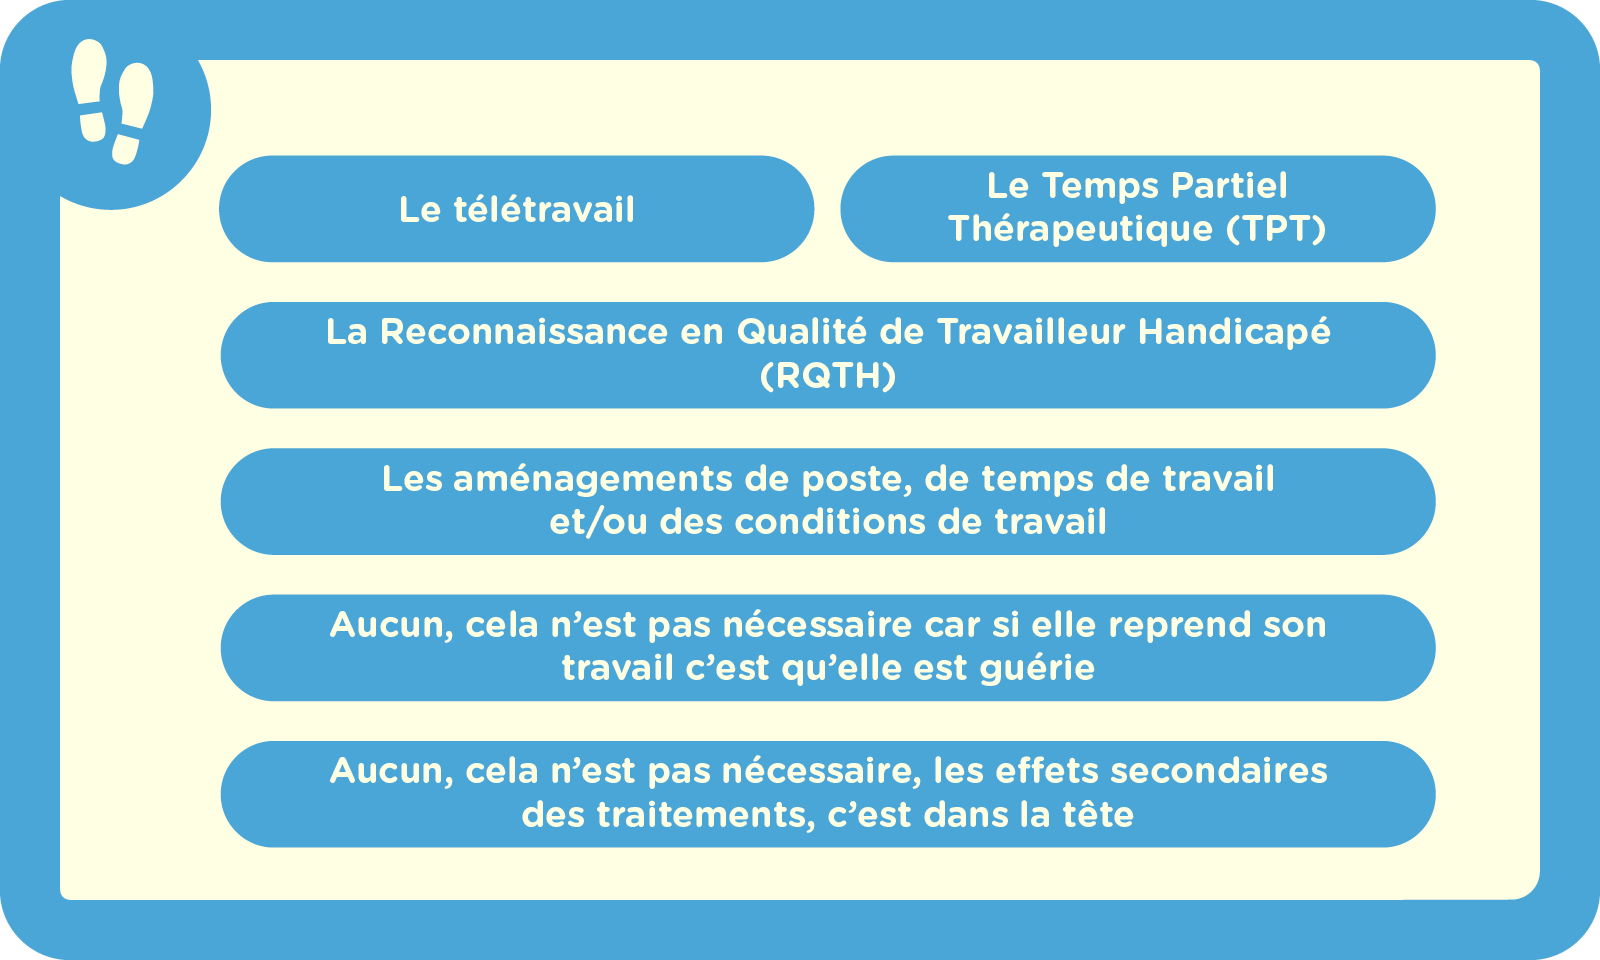 Le télétravail
Le Temps Partiel
Thérapeutique (TPT)
La Reconnaissance en Qualité de Travailleur Handicapé
(RQTH)
Les aménagements de poste, de temps de travail
et/ou des conditions de travail
Aucun, cela n’est pas nécessaire car si elle reprend son
travail c’est qu’elle est guérie
Aucun, cela n’est pas nécessaire, les effets secondaires
des traitements, c’est dans la tête